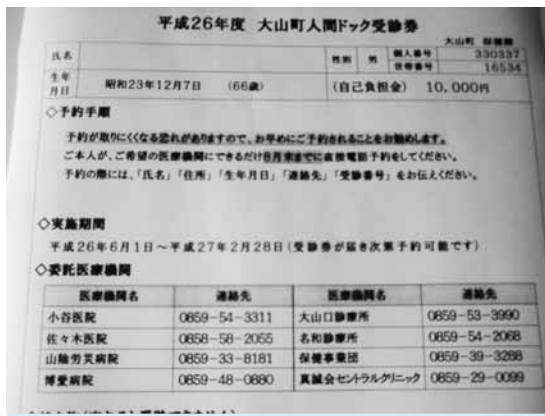 平成26年度 大山町人間ドック受診券
大山町 保健課
氏名 性別 男 個人番号 330337
世帯番号 16534
生年月日 昭和23年12月7日 (66歳) (自己負担金) 10,000円
◇予約手順
予約が取りにくくなる恐れがありますので、お早めにご予約されることをお勧めします。
ご本人が、ご希望の医療機関にできるだけ8月末までに直接電話予約をしてください。
予約の際には、「氏名」「住所」「生年月日」「連絡先」「受診番号」をお伝えください。
◇実施期間
平成26年6月1日～平成27年2月28日(受診券が届き次第予約可能です)
◇委託医療機関
医療機関名 連絡先 医療機関名 連絡先
小谷医院 0859-54-3311 大山口診療所 0859-53-3990
佐々木医院 0858-58-2055 名和診療所 0859-54-2068
山陰労災病院 0859-33-8181 保健事業団 0859-39-3288
博愛病院 0859-48-0880 真誠会セントラルクリニック 0859-29-0099